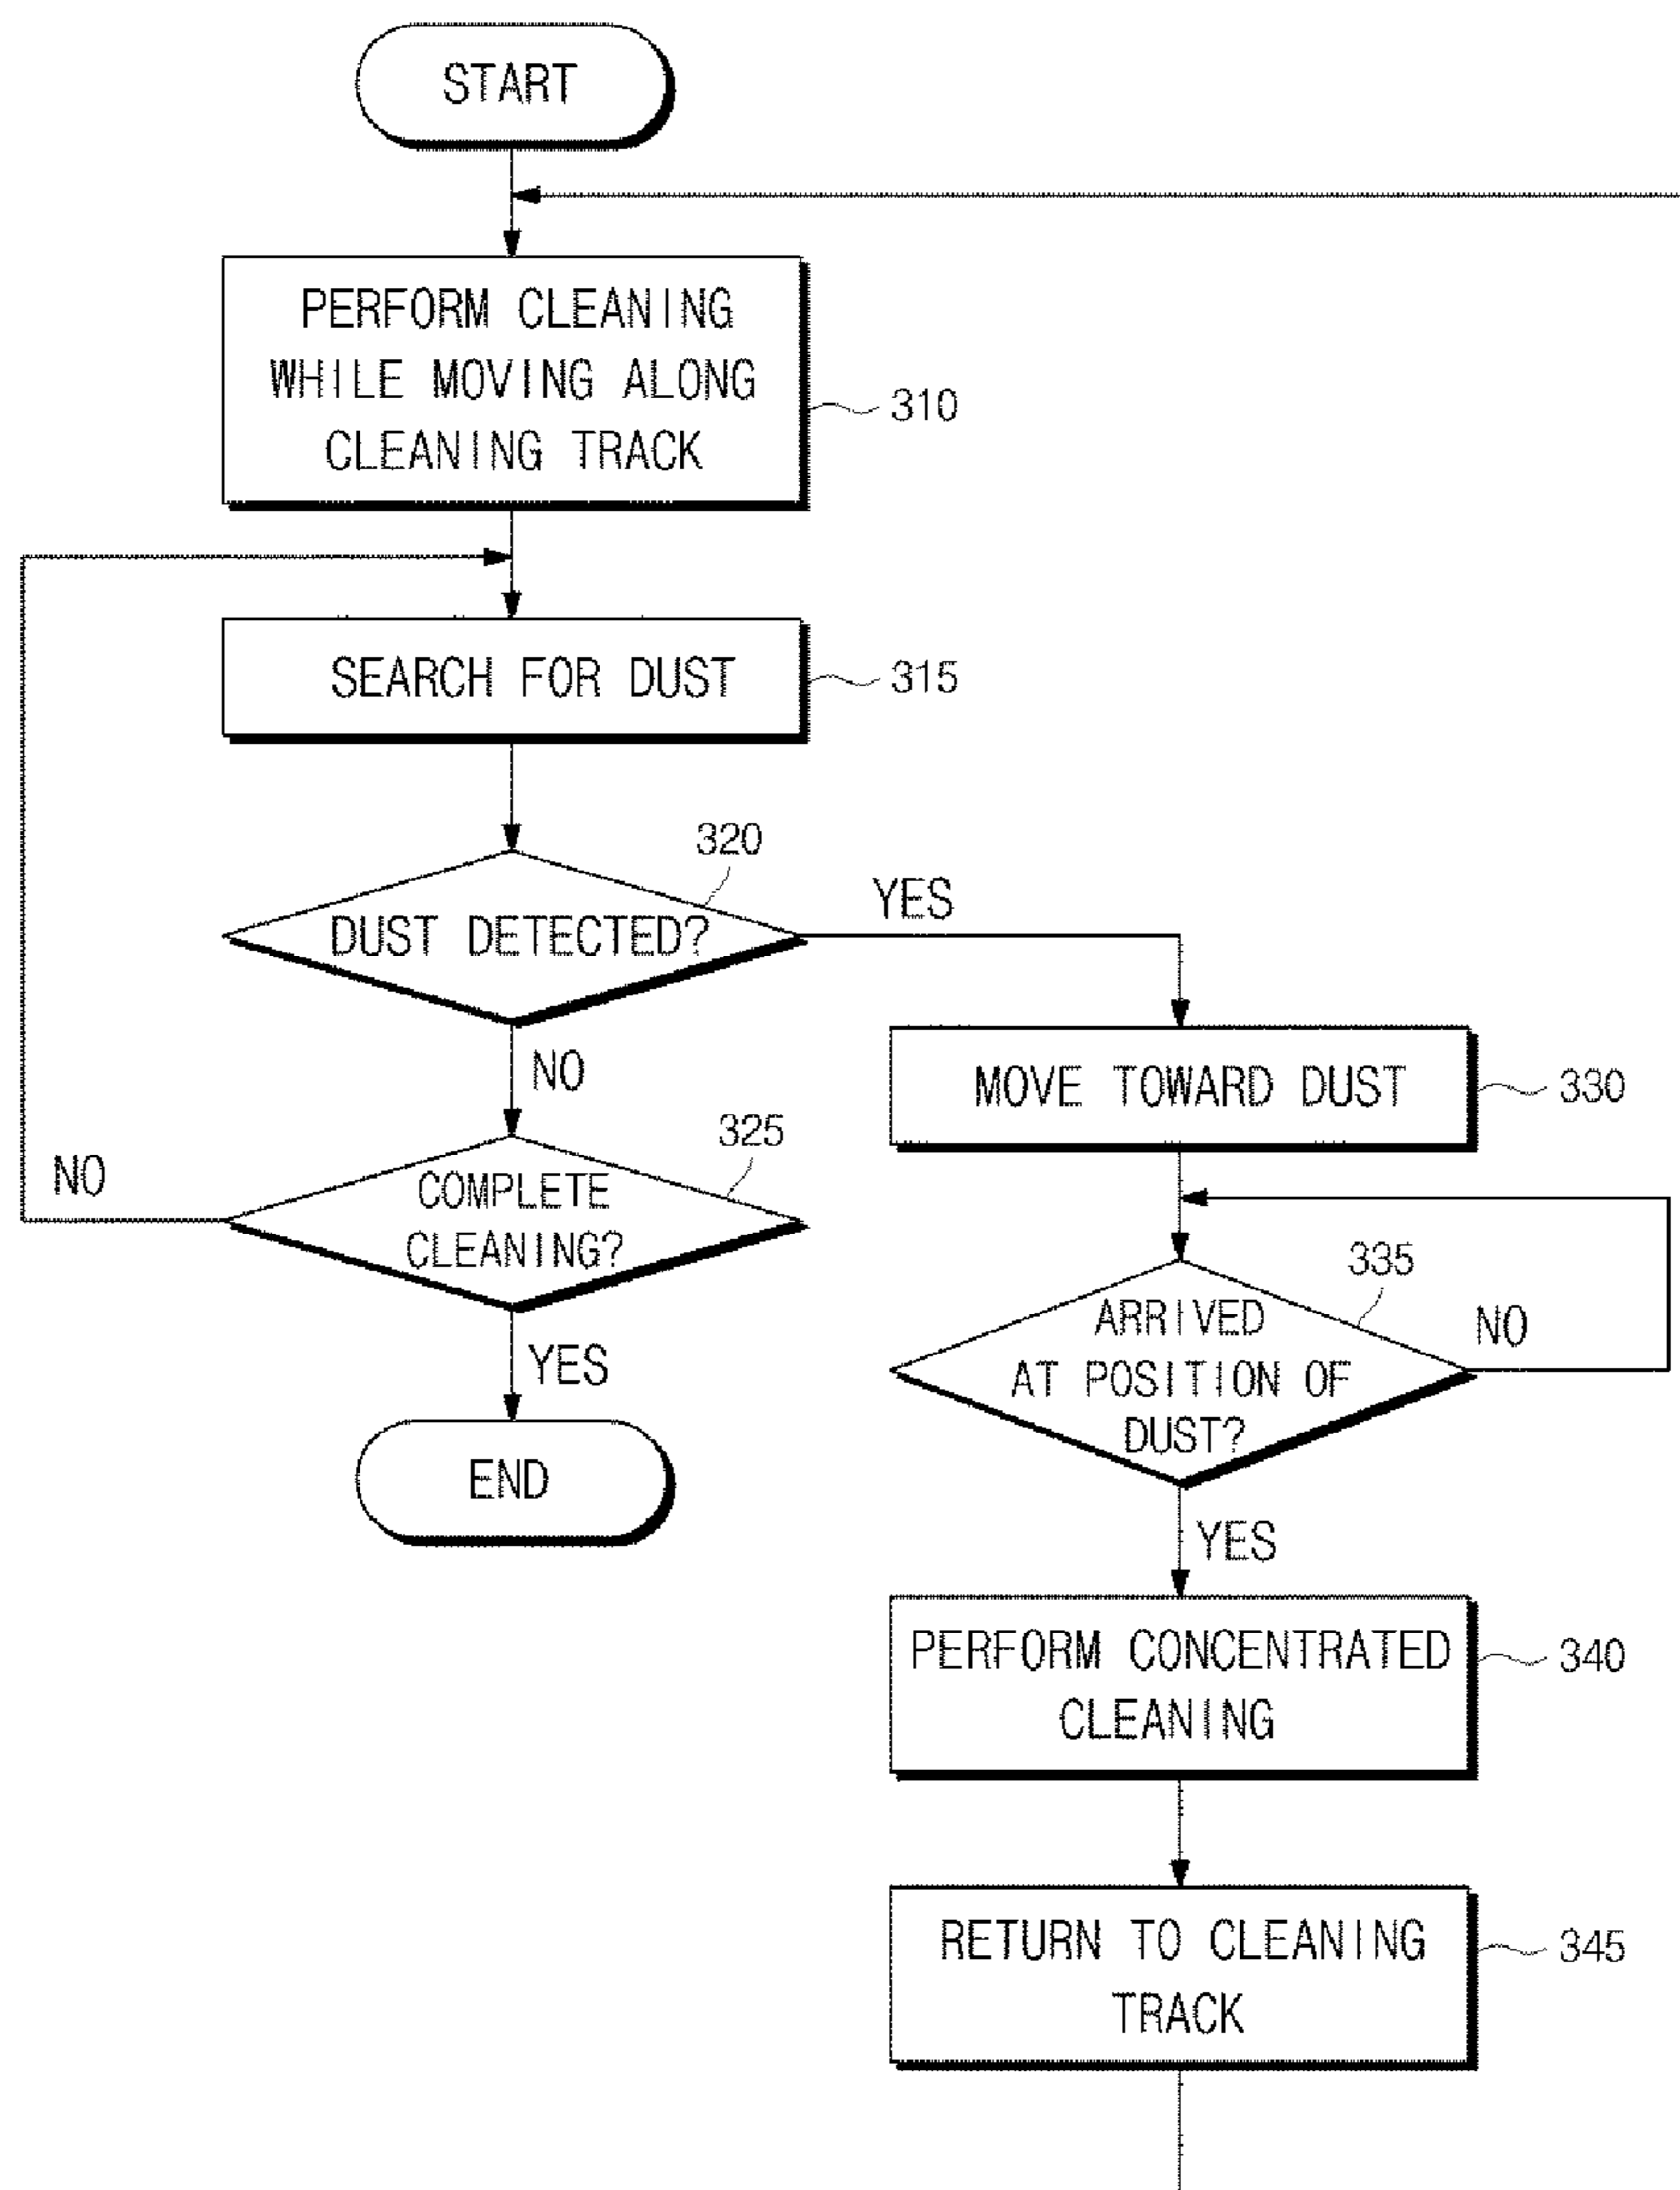 START
PERFORM CLEANING
WHILE MOVING ALONG
CLEANING TRACK
310
SEARCH FOR DUST
315
320
DUST DETECTED?
YES
NO
MOVE TOWARD DUST
330
325
COMPLETE
CLEANING?
NO
YES
END
335
ARRIVED
AT POSITION OF
DUST?
NO
YES
PERFORM CONCENTRATED
CLEANING
340
RETURN TO CLEANING
TRACK
345